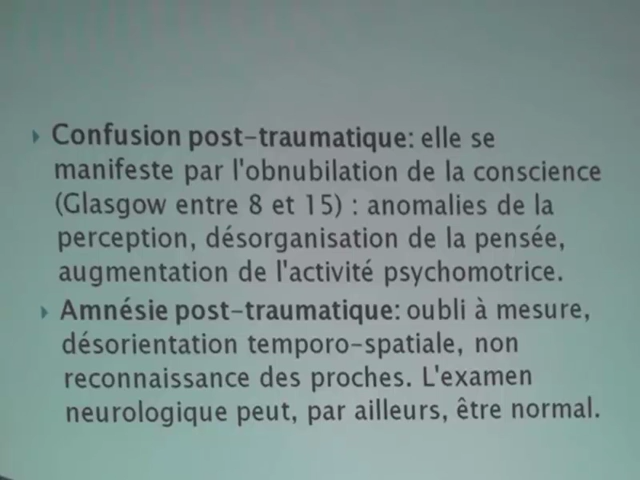 Confusion post-traumatique: elle se
manifeste par l'obnubilation de la conscience
(Glasgow entre 8 et 15) : anomalies de la
perception, désorganisation de la pensée,
augmentation de l'activité psychomotrice.
Amnésie post-traumatique: oubli à mesure,
désorientation temporo-spatiale, non
reconnaissance des proches. L'examen
neurologique peut, par ailleurs, être normal.